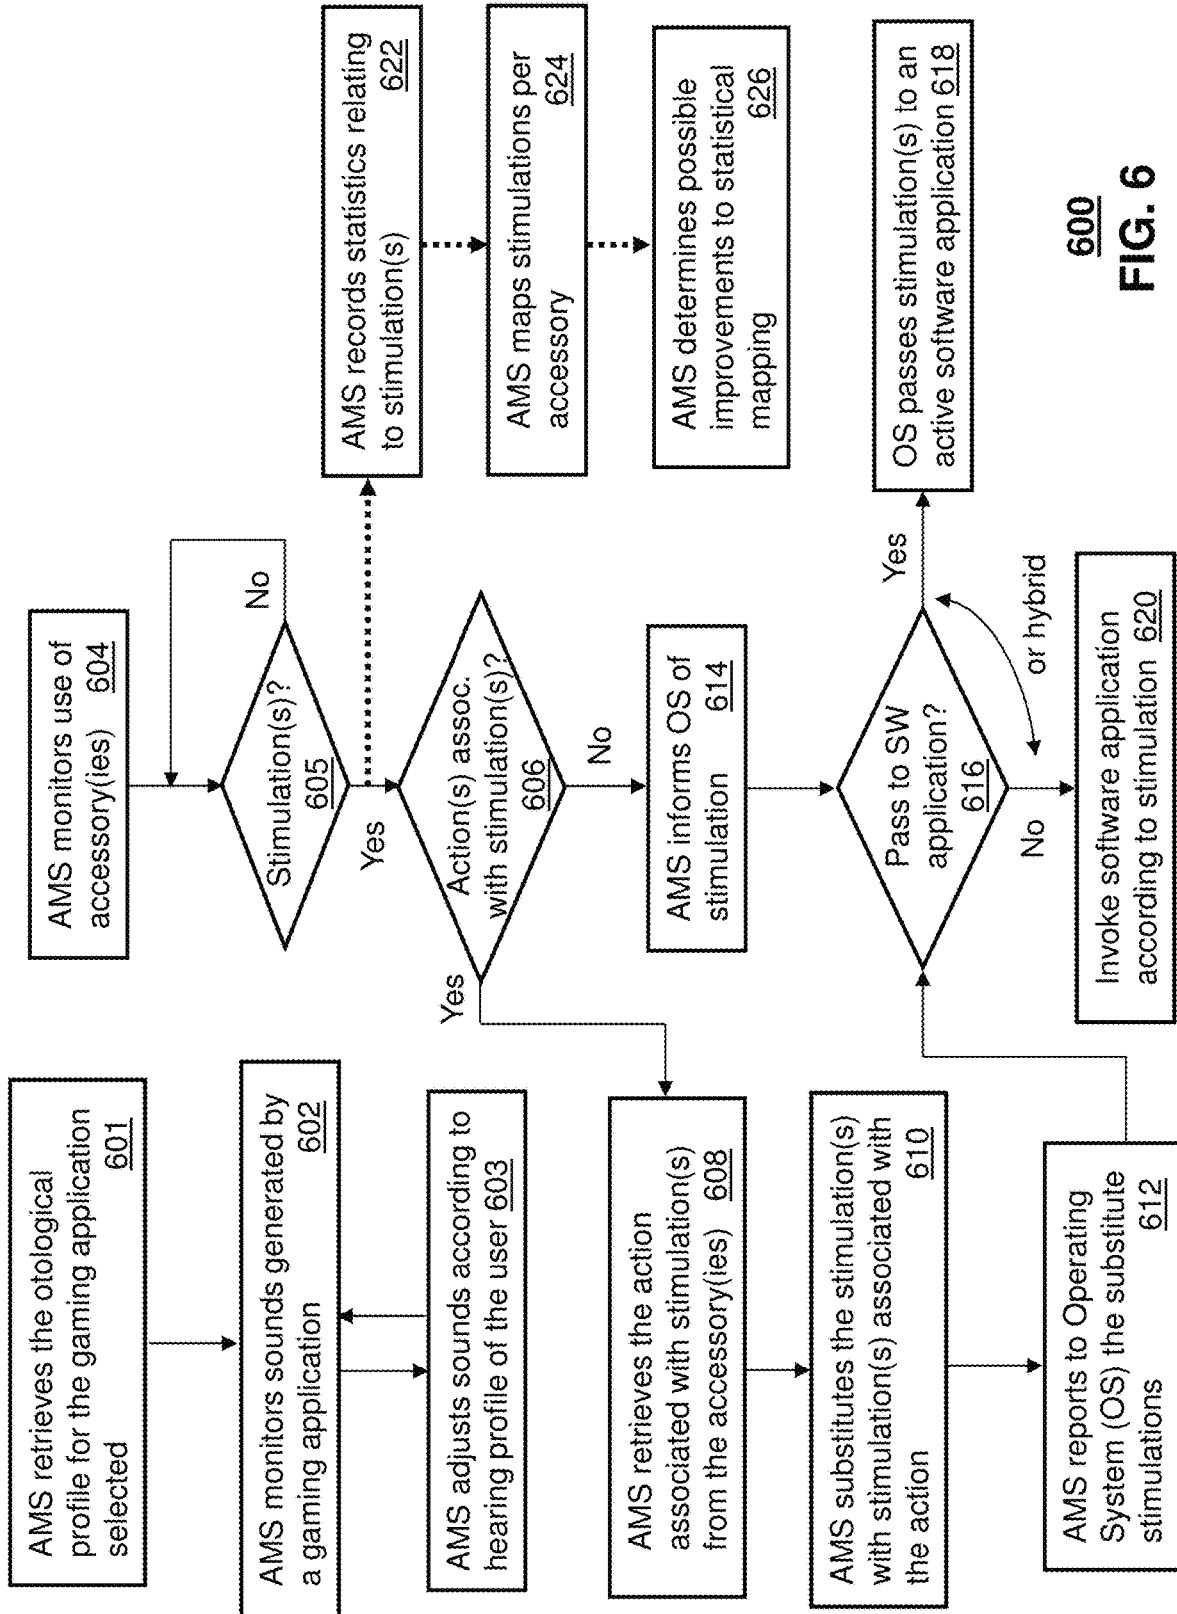 AMS retrieves the otological
profile for the gaming application
selected 601
AMS monitors sounds generated by
a gaming application 602
AMS adjusts sounds according to
hearing profile of the user 603
AMS monitors use of
accessory(ies) 604
Stimulation(s)?
605
No
Yes
Action(s) assoc.
with stimulation(s)?
606
Yes
No
AMS retrieves the action
associated with stimulation(s)
from the accessory(ies) 608
AMS substitutes the stimulation(s)
with stimulation(s) associated with
the action 610
AMS reports to Operating
System (OS) the substitute
stimulations 612
AMS informs OS of
stimulation 614
Pass to SW
application?
616
Yes
No
or hybrid
OS passes stimulation(s) to an
active software application 618
Invoke software application
according to stimulation 620
AMS records statistics relating
to stimulation(s) 622
AMS maps stimulations per
accessory 624
AMS determines possible
improvements to statistical
mapping 626
600
FIG. 6